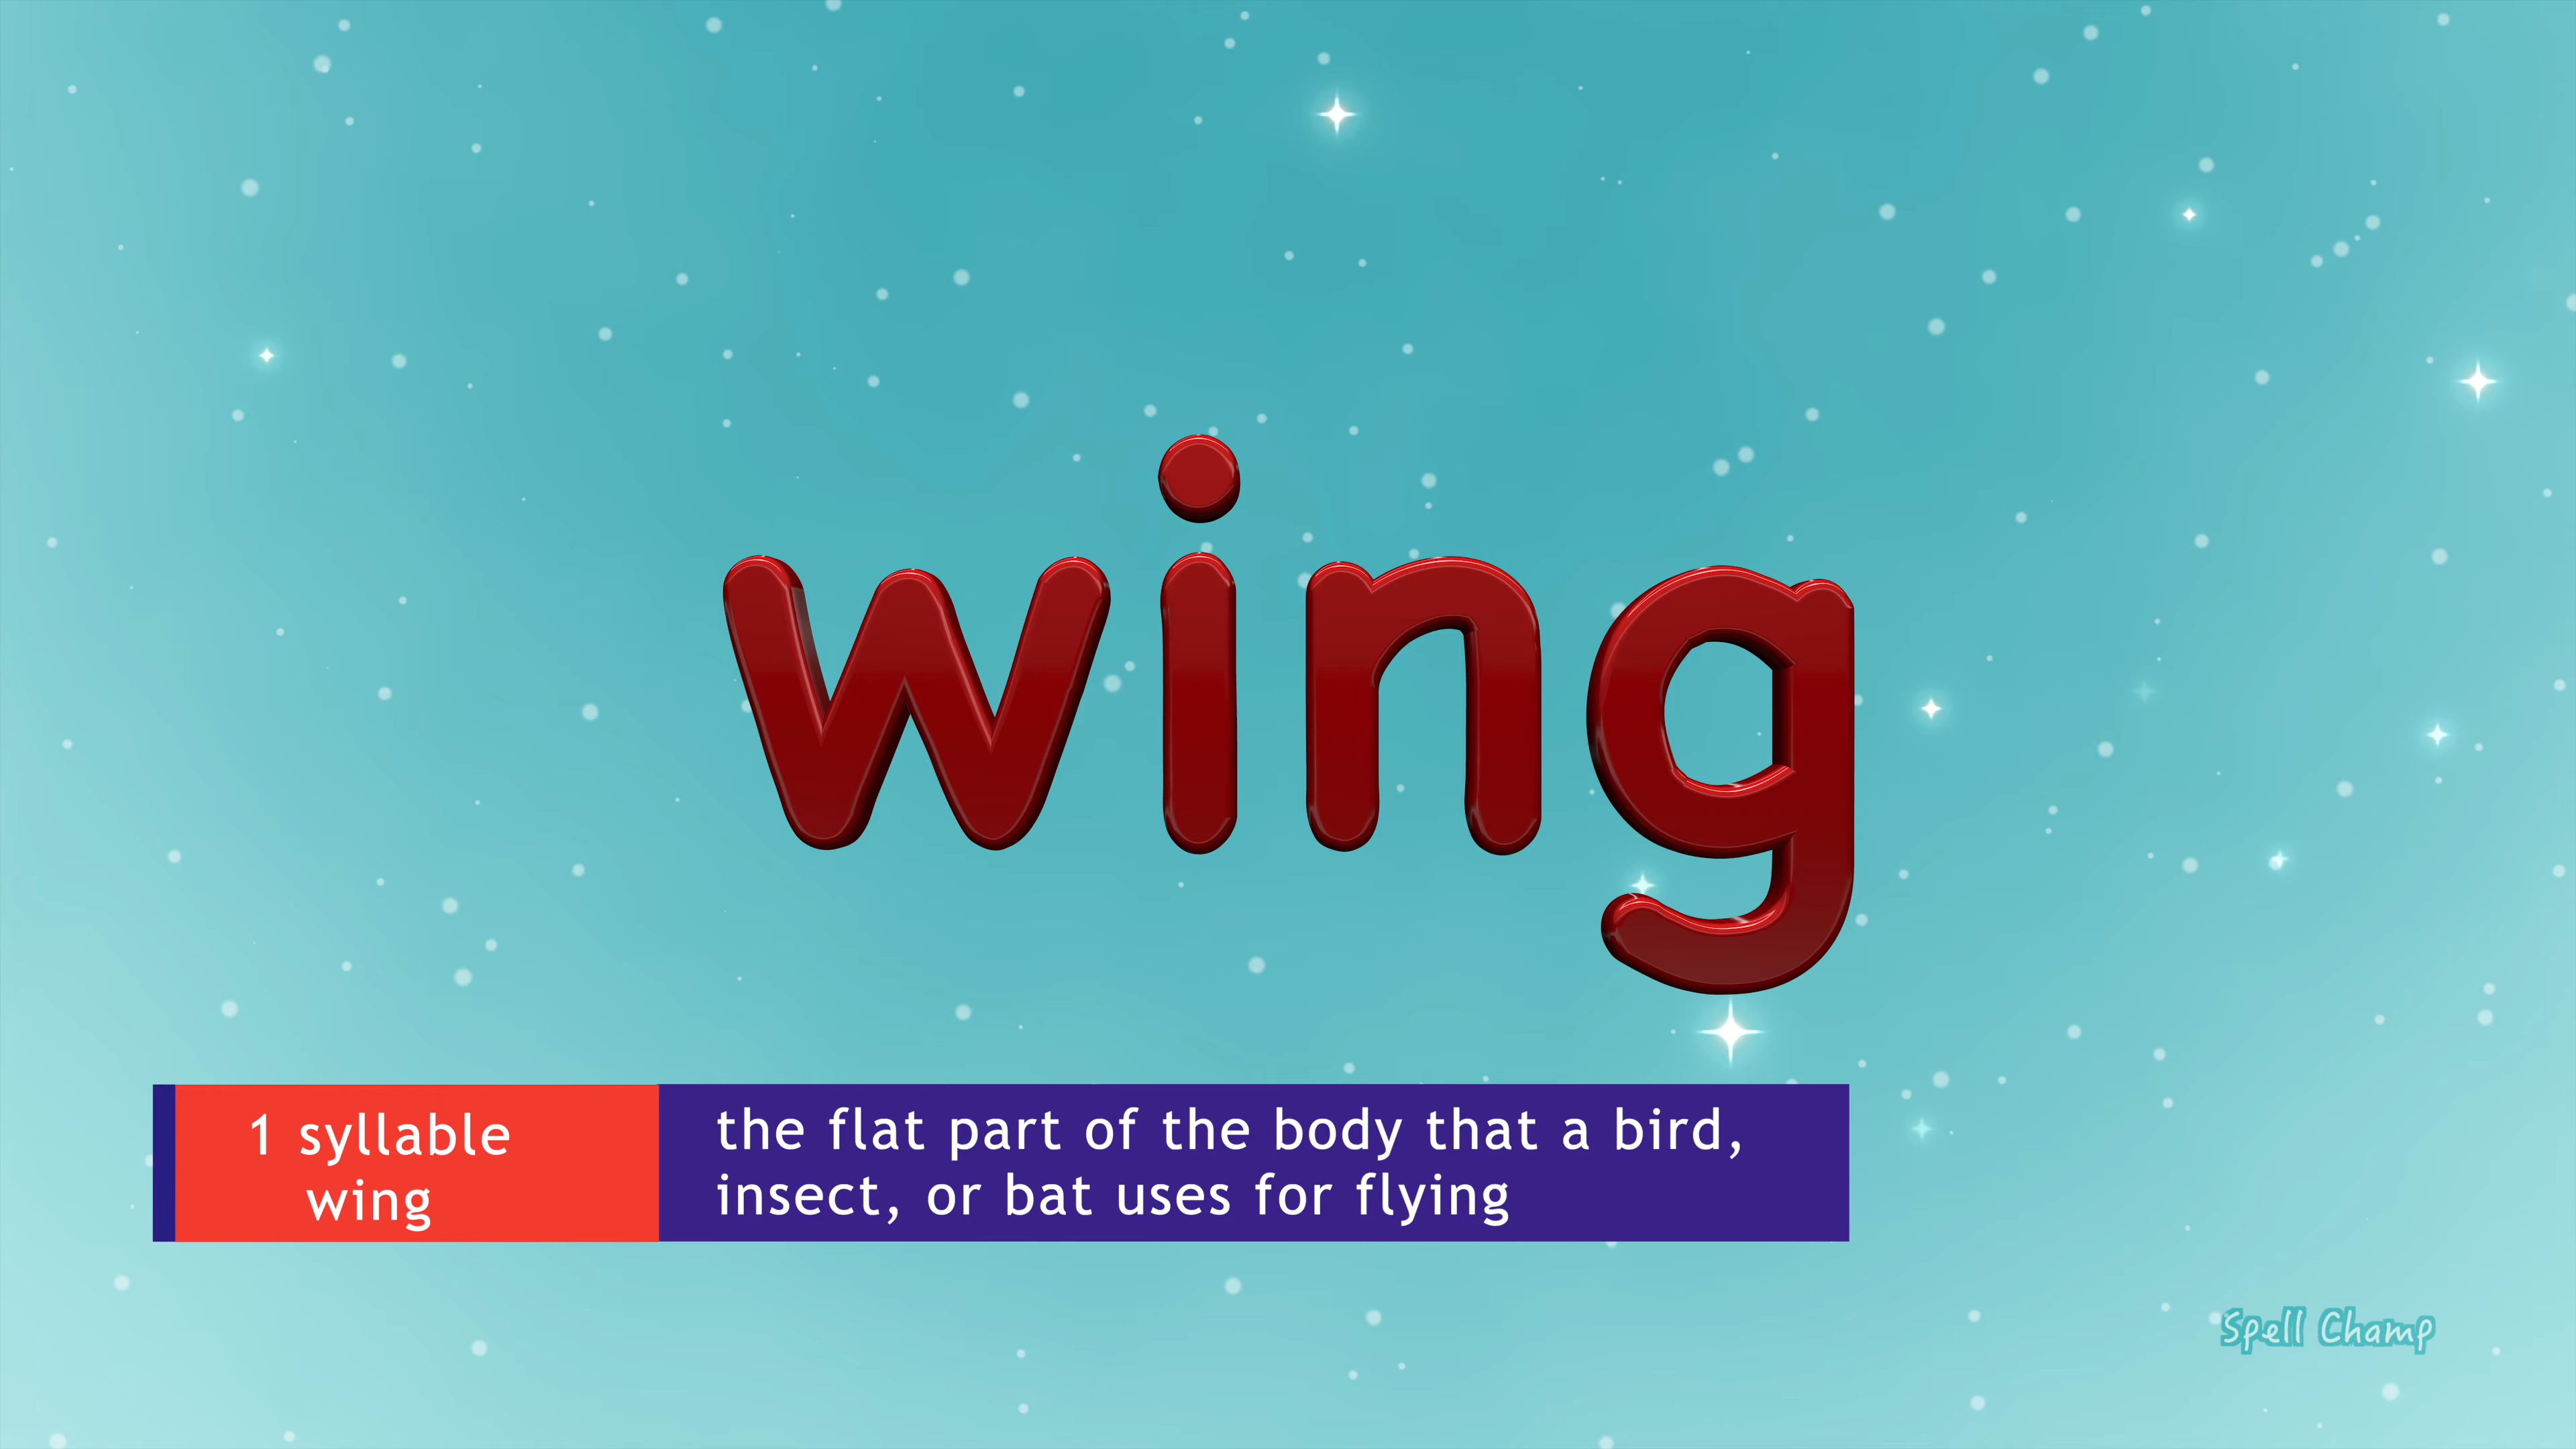 wing
1 syllable
wing
the flat part of the body that a bird,
insect, or bat uses for flying
Spell Champ